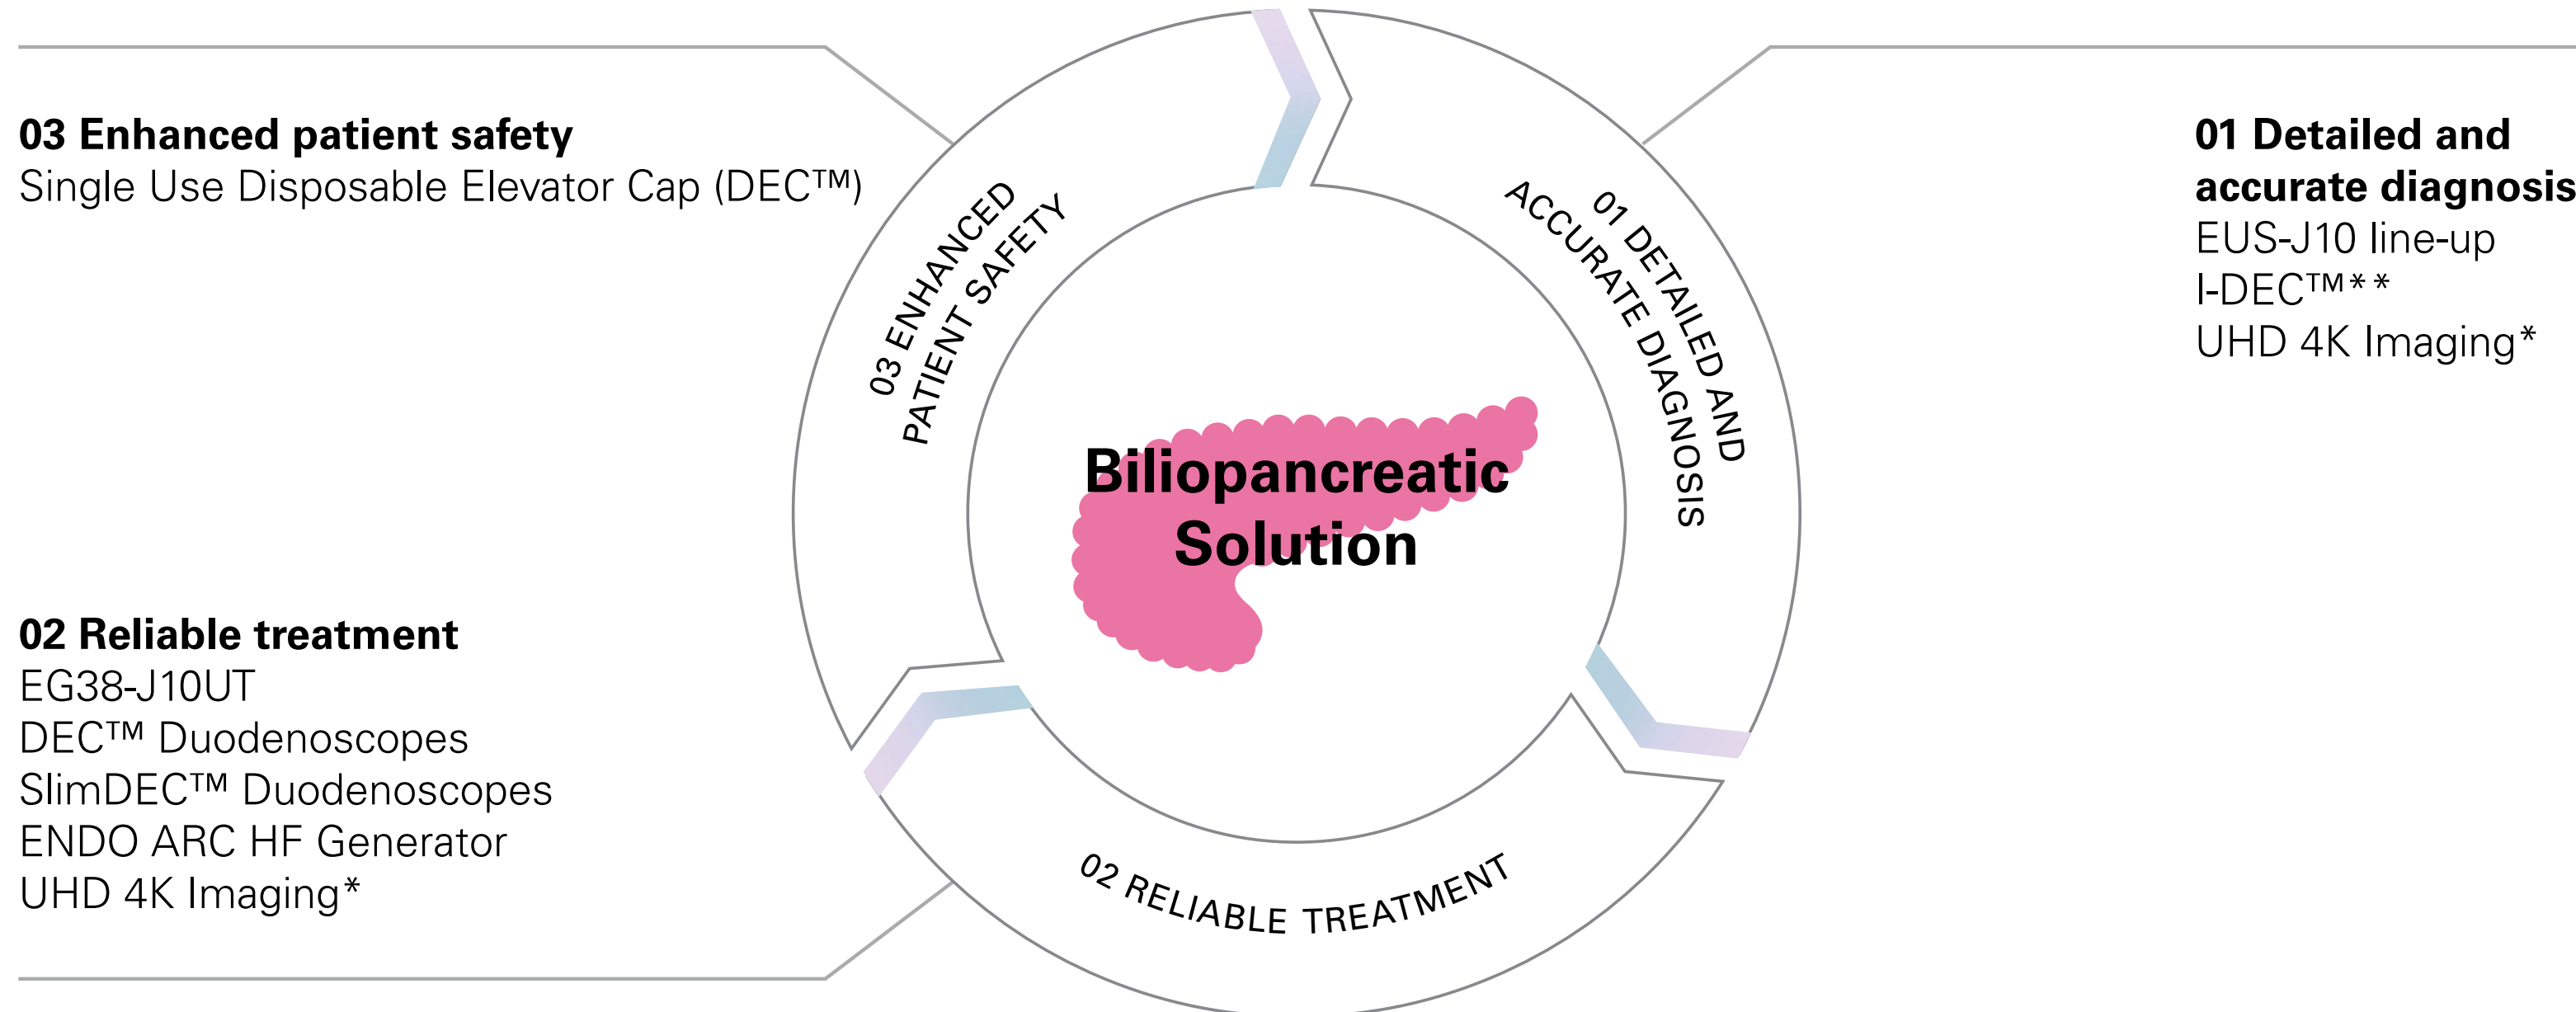 03 Enhanced patient safety
Single Use Disposable Elevator Cap (DEC™)
01 Detailed and
accurate diagnosis
EUS-J10 line-up
I-DEC™**
UHD 4K Imaging*
03 ENHANCED
PATIENT SAFETY
01 DETAILED AND
ACCURATE DIAGNOSIS
Biliopancreatic
Solution
02 Reliable treatment
EG38-J10UT
DEC™ Duodenoscopes
SlimDEC™ Duodenoscopes
ENDO ARC HF Generator
UHD 4K Imaging*
02 RELIABLE TREATMENT